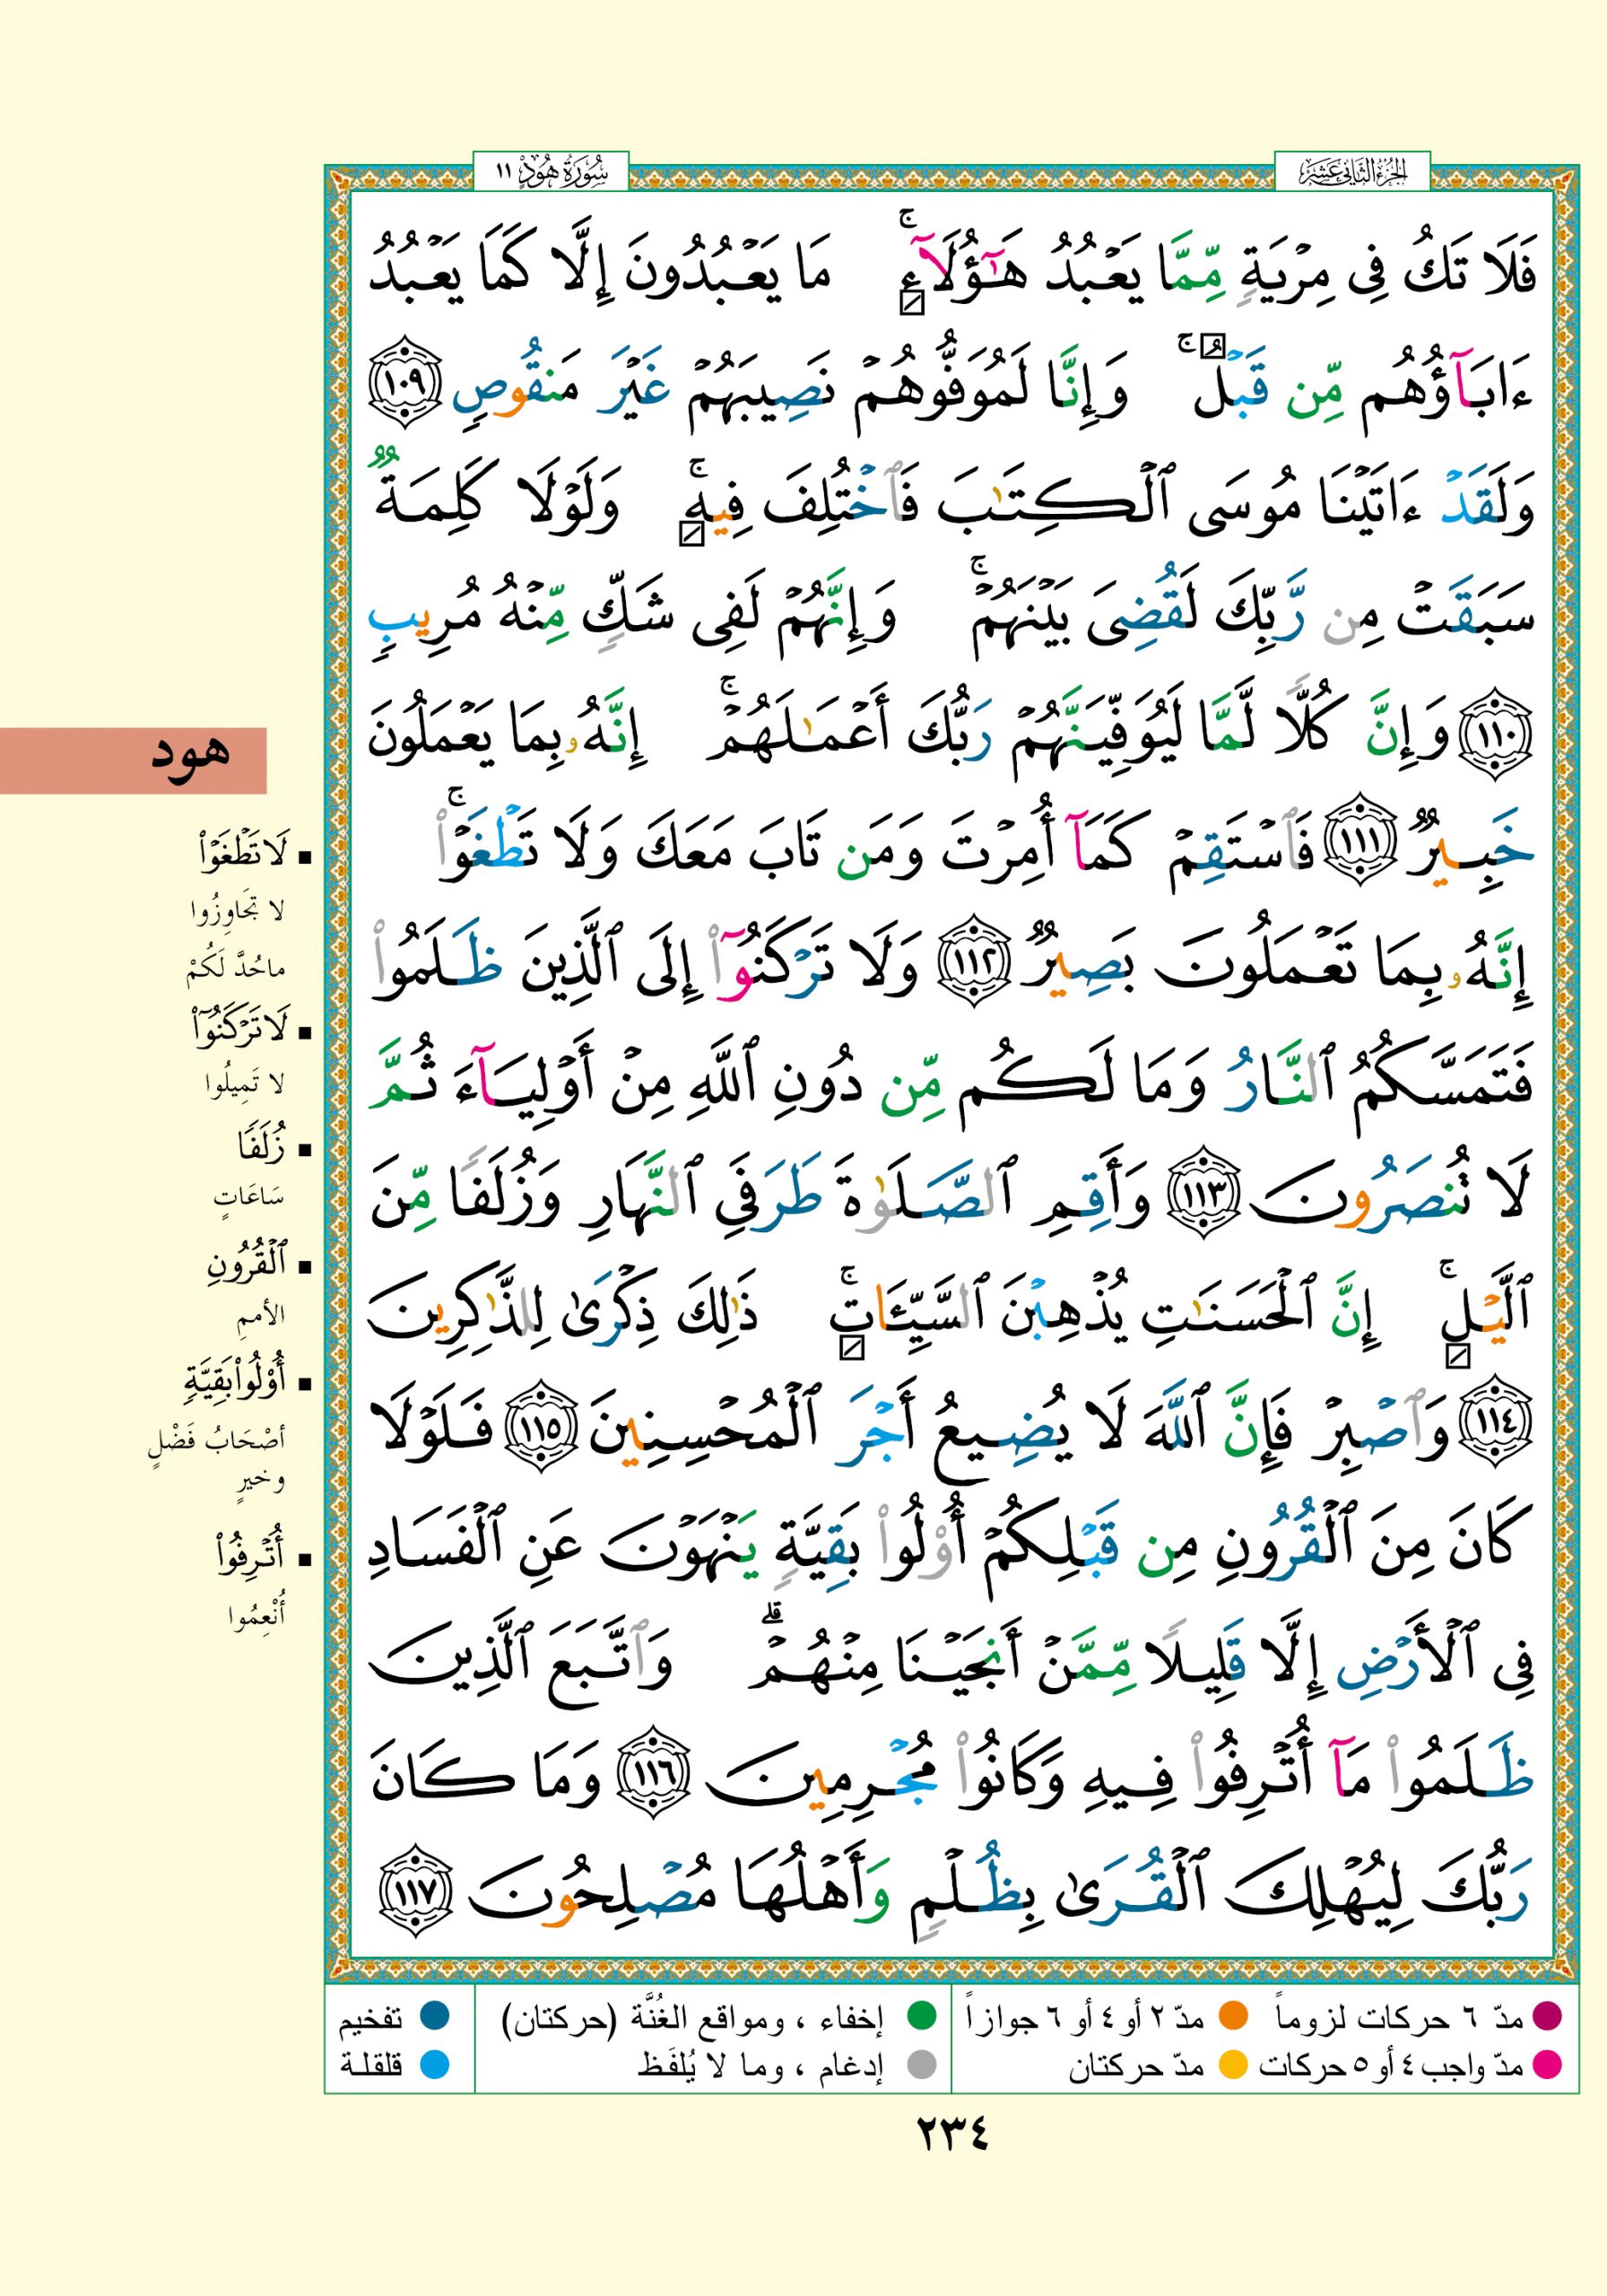 الجزء الثاني عشر
سورة هود ١١
فَلَا تَكُ فِى مِرْيَةٍ مِّمَّا يَعْبُدُ هَـٰٓؤُلَآءِ ۚ مَا يَعْبُدُونَ إِلَّا كَمَا يَعْبُدُ
ءَابَآؤُهُم مِّن قَبْلُ ۚ وَإِنَّا لَمُوَفُّوهُمْ نَصِيبَهُمْ غَيْرَ مَنقُوصٍ ١٠٩
وَلَقَدْ ءَاتَيْنَا مُوسَى ٱلْكِتَـٰبَ فَٱخْتُلِفَ فِيهِ ۚ وَلَوْلَا كَلِمَةٌ
سَبَقَتْ مِن رَّبِّكَ لَقُضِىَ بَيْنَهُمْ ۚ وَإِنَّهُمْ لَفِى شَكٍّ مِّنْهُ مُرِيبٍ
١١٠ وَإِنَّ كُلًّا لَّمَّا لَيُوَفِّيَنَّهُمْ رَبُّكَ أَعْمَـٰلَهُمْ ۚ إِنَّهُۥ بِمَا يَعْمَلُونَ
خَبِيرٌ ١١١ فَٱسْتَقِمْ كَمَآ أُمِرْتَ وَمَن تَابَ مَعَكَ وَلَا تَطْغَوْا۟ ۚ
إِنَّهُۥ بِمَا تَعْمَلُونَ بَصِيرٌ ١١٢ وَلَا تَرْكَنُوٓا۟ إِلَى ٱلَّذِينَ ظَلَمُوا۟
فَتَمَسَّكُمُ ٱلنَّارُ وَمَا لَكُم مِّن دُونِ ٱللَّهِ مِنْ أَوْلِيَآءَ ثُمَّ
لَا تُنصَرُونَ ١١٣ وَأَقِمِ ٱلصَّلَوٰةَ طَرَفَىِ ٱلنَّهَارِ وَزُلَفًا مِّنَ
ٱلَّيْلِ ۚ إِنَّ ٱلْحَسَنَـٰتِ يُذْهِبْنَ ٱلسَّيِّـَٔاتِ ۚ ذَٰلِكَ ذِكْرَىٰ لِلذَّٰكِرِينَ
١١٤ وَٱصْبِرْ فَإِنَّ ٱللَّهَ لَا يُضِيعُ أَجْرَ ٱلْمُحْسِنِينَ ١١٥ فَلَوْلَا
كَانَ مِنَ ٱلْقُرُونِ مِن قَبْلِكُمْ أُو۟لُوا۟ بَقِيَّةٍ يَنْهَوْنَ عَنِ ٱلْفَسَادِ
فِى ٱلْأَرْضِ إِلَّا قَلِيلًا مِّمَّنْ أَنجَيْنَا مِنْهُمْ ۗ وَٱتَّبَعَ ٱلَّذِينَ
ظَلَمُوا۟ مَآ أُتْرِفُوا۟ فِيهِ وَكَانُوا۟ مُجْرِمِينَ ١١٦ وَمَا كَانَ
رَبُّكَ لِيُهْلِكَ ٱلْقُرَىٰ بِظُلْمٍ وَأَهْلُهَا مُصْلِحُونَ ١١٧
هود
لَا تَطْغَوْا۟
لا تَجَاوِزُوا
ماحُدَّ لَكُمْ
لَا تَرْكَنُوٓا۟
لا تَمِيلُوا
زُلَفًا
سَاعَاتٍ
ٱلْقُرُونِ
الأممِ
أُو۟لُوا۟ بَقِيَّةٍ
أصْحَابُ فَضْلٍ
وخيرٍ
أُتْرِفُوا۟
أُنْعِمُوا
مدّ ٦ حركات لزوماً مدّ ٢ أو ٤ أو ٦ جوازاً إخفاء ، ومواقع الغُنَّة (حركتان) تفخيم
مدّ واجب ٤ أو ٥ حركات مدّ حركتان إدغام ، وما لا يُلفَظ قلقلة
٢٣٤